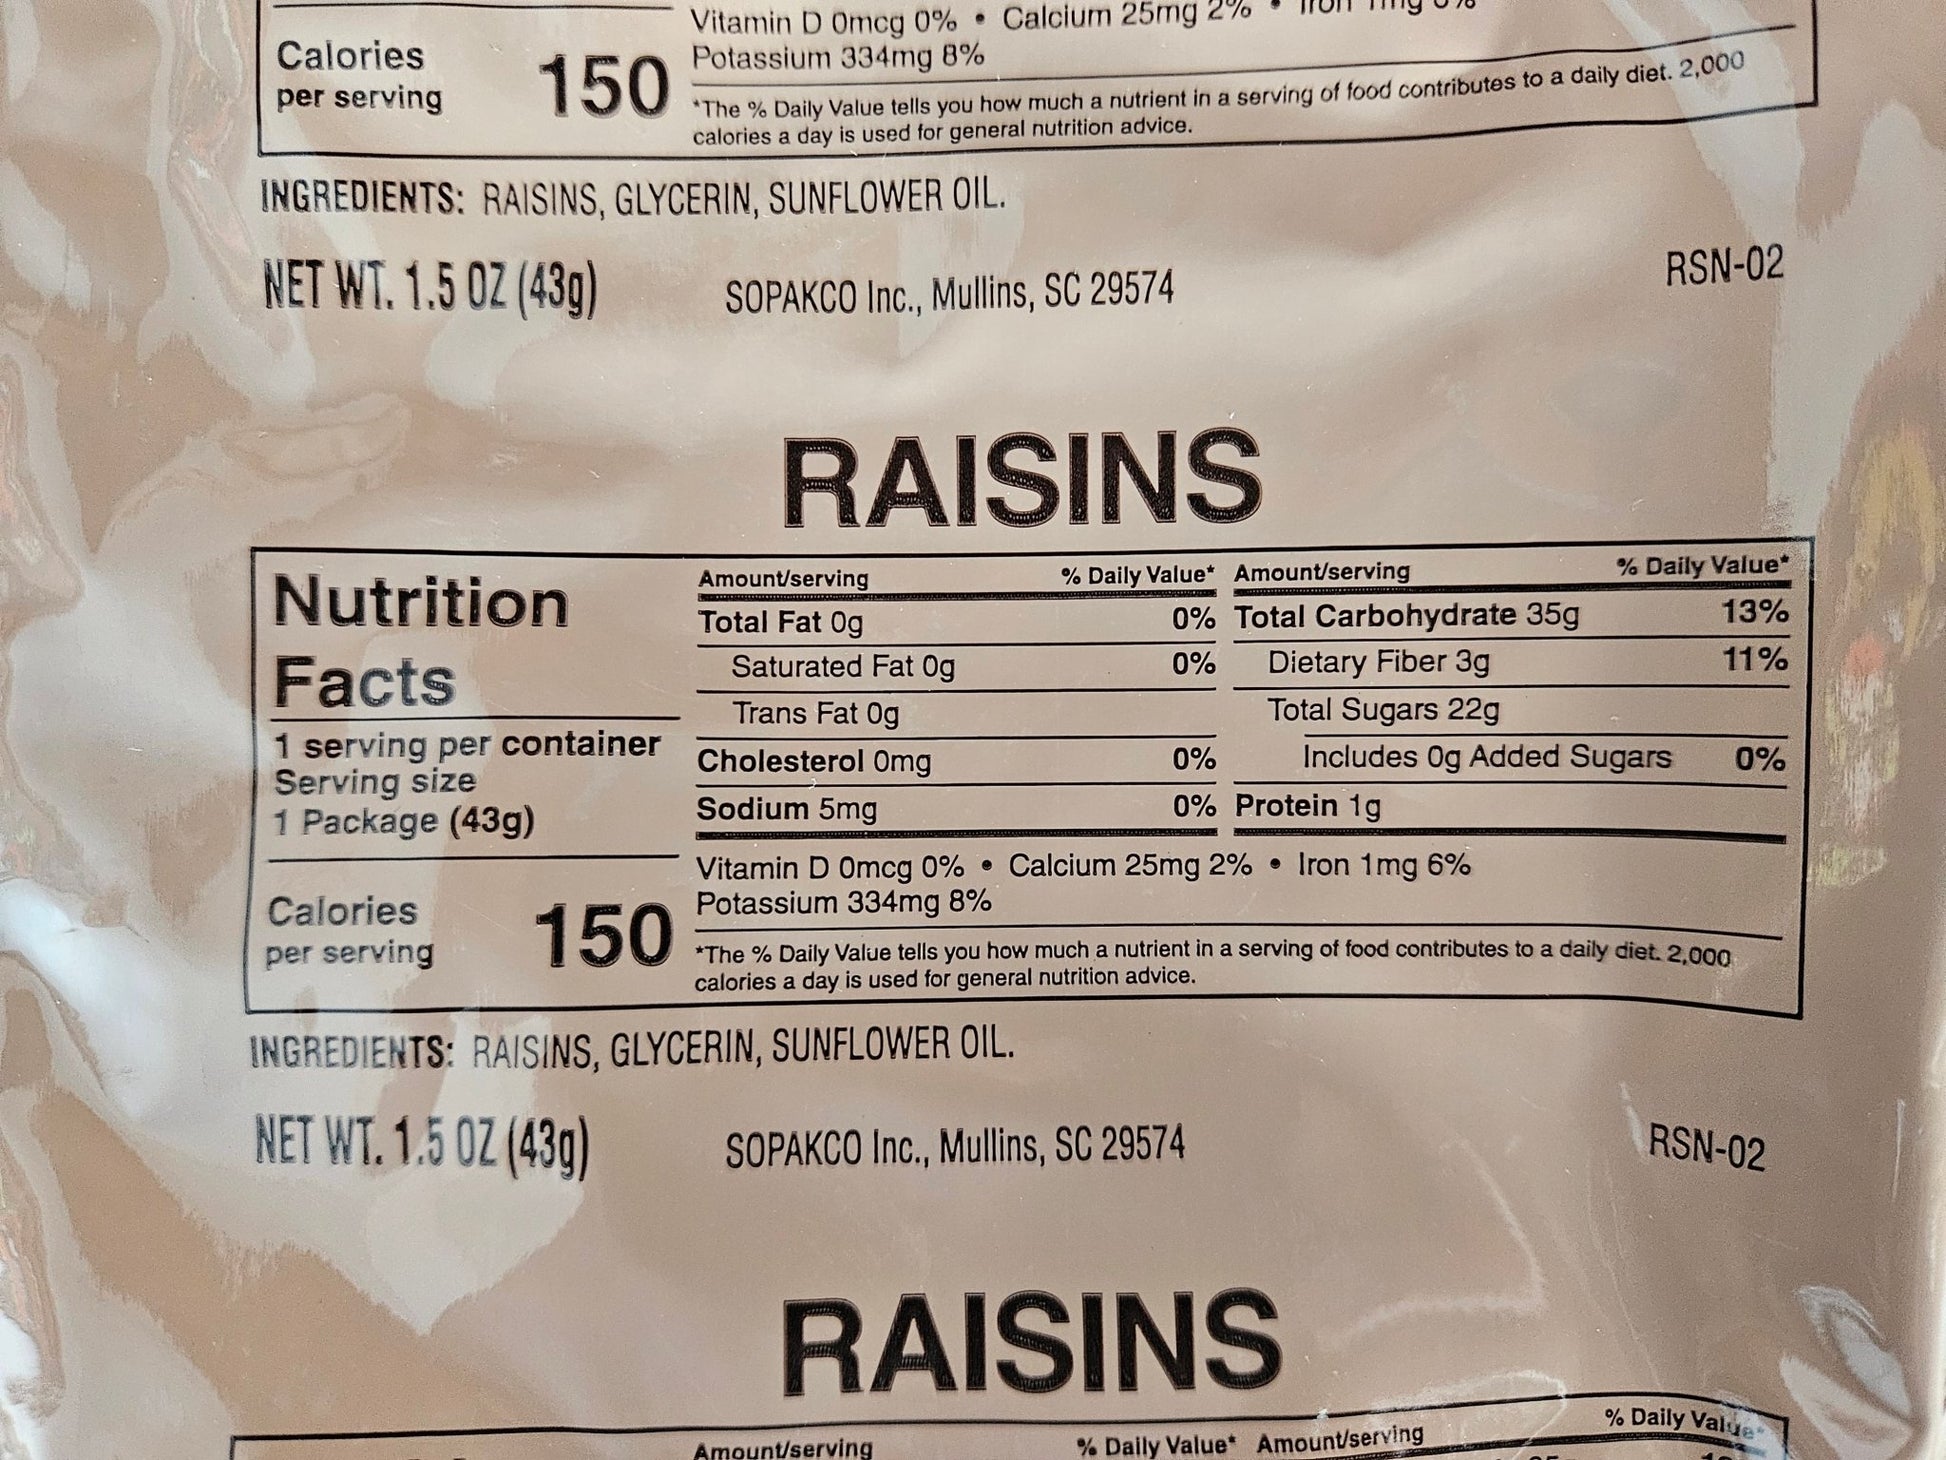 Vitamin D 0mcg 0% • Calcium 25mg 2% • Iron 1mg 6%
Potassium 334mg 8%
Calories
per serving
150
*The % Daily Value tells you how much a nutrient in a serving of food contributes to a daily diet. 2,000
calories a day is used for general nutrition advice.
INGREDIENTS: RAISINS, GLYCERIN, SUNFLOWER OIL.
NET WT. 1.5 OZ (43g) SOPAKCO Inc., Mullins, SC 29574 RSN-02
RAISINS
Nutrition
Facts
1 serving per container
Serving size
1 Package (43g)
Calories
per serving
150
Amount/serving % Daily Value*
Total Fat 0g 0%
Saturated Fat 0g 0%
Trans Fat 0g
Cholesterol 0mg 0%
Sodium 5mg 0%
Amount/serving % Daily Value*
Total Carbohydrate 35g 13%
Dietary Fiber 3g 11%
Total Sugars 22g
Includes 0g Added Sugars 0%
Protein 1g
Vitamin D 0mcg 0% • Calcium 25mg 2% • Iron 1mg 6%
Potassium 334mg 8%
*The % Daily Value tells you how much a nutrient in a serving of food contributes to a daily diet. 2,000
calories a day is used for general nutrition advice.
INGREDIENTS: RAISINS, GLYCERIN, SUNFLOWER OIL.
NET WT. 1.5 OZ (43g) SOPAKCO Inc., Mullins, SC 29574 RSN-02
RAISINS
Amount/serving % Daily Value* Amount/serving % Daily Value*